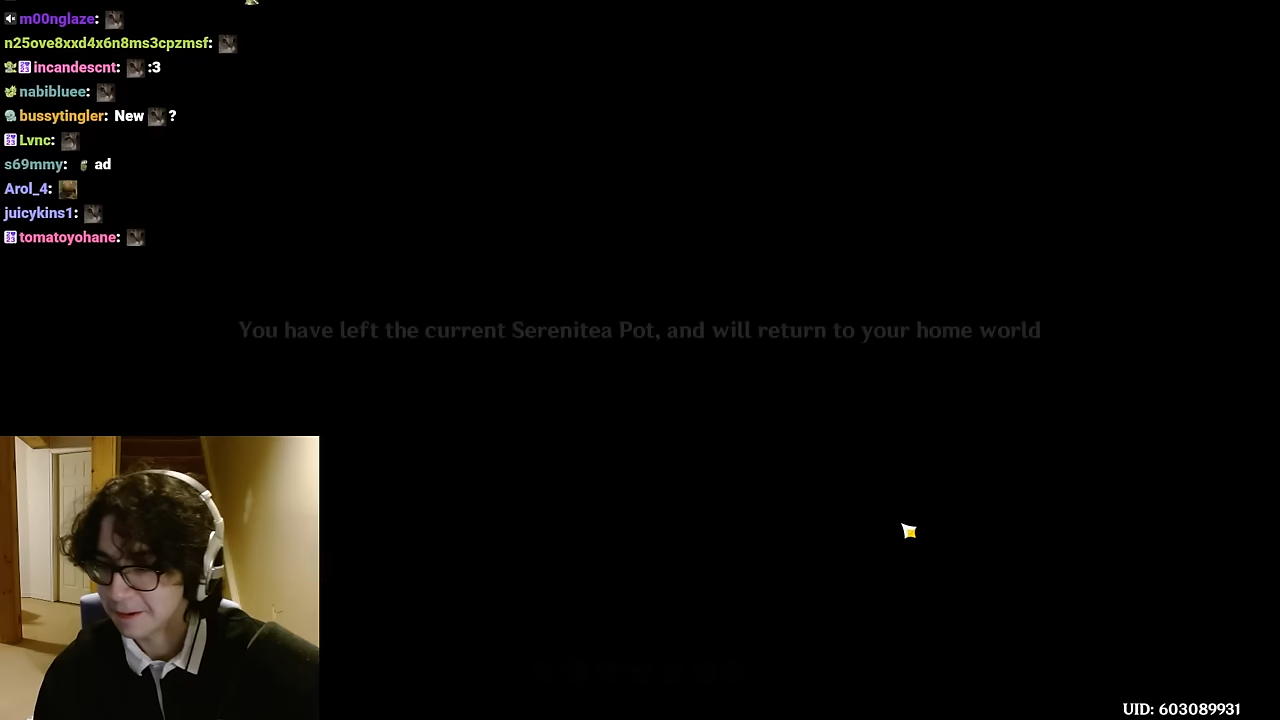 m00nglaze:
n25ove8xxd4x6n8ms3cpzmsf:
incandescnt: :3
nabibluee:
bussytingler: New ?
Lvnc:
s69mmy: ad
Arol_4:
juicykins1:
tomatoyohane:
You have left the current Serenitea Pot, and will return to your home world
UID: 603089931